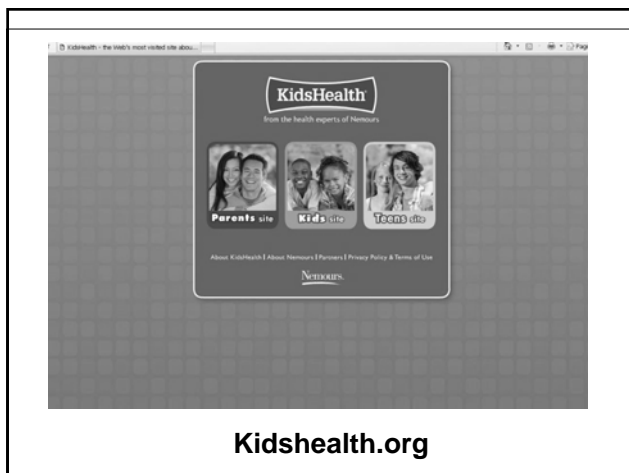 KidsHealth - the Web's most visited site abou...
Page
KidsHealth
from the health experts of Nemours
Parents site
Kids site
Teens site
About KidsHealth | About Nemours | Partners | Privacy Policy & Terms of Use
Nemours.
Kidshealth.org